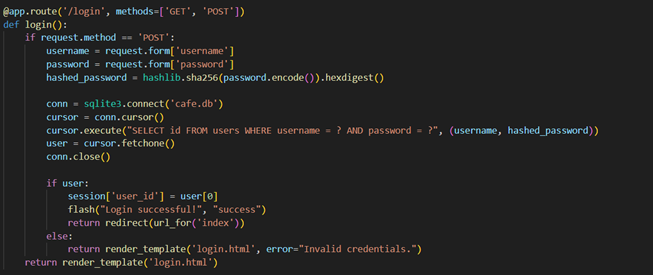 @app.route('/login', methods=['GET', 'POST'])
def login():
    if request.method == 'POST':
        username = request.form['username']
        password = request.form['password']
        hashed_password = hashlib.sha256(password.encode()).hexdigest()

        conn = sqlite3.connect('cafe.db')
        cursor = conn.cursor()
        cursor.execute("SELECT id FROM users WHERE username = ? AND password = ?", (username, hashed_password))
        user = cursor.fetchone()
        conn.close()

        if user:
            session['user_id'] = user[0]
            flash("Login successful!", "success")
            return redirect(url_for('index'))
        else:
            return render_template('login.html', error="Invalid credentials.")
    return render_template('login.html')